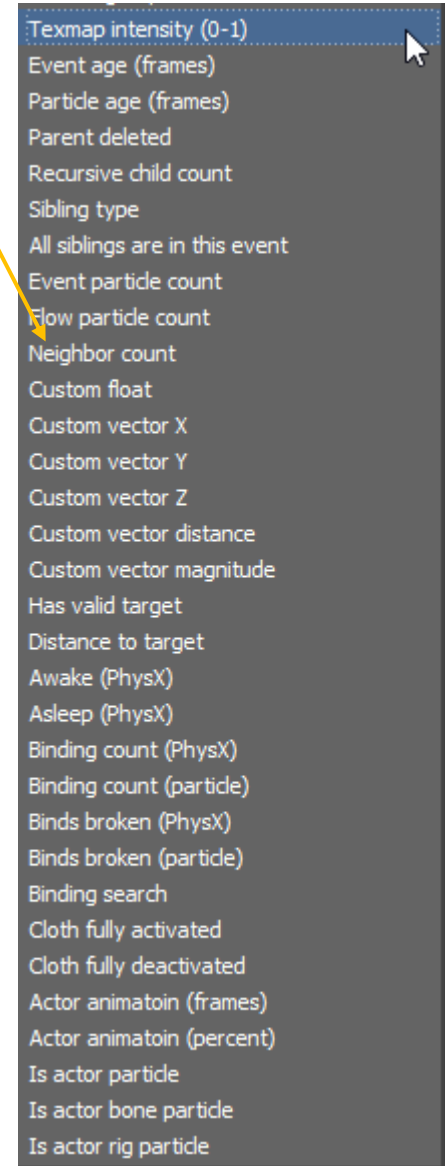 Texmap intensity (0-1)
Event age (frames)
Particle age (frames)
Parent deleted
Recursive child count
Sibling type
All siblings are in this event
Event particle count
Flow particle count
Neighbor count
Custom float
Custom vector X
Custom vector Y
Custom vector Z
Custom vector distance
Custom vector magnitude
Has valid target
Distance to target
Awake (PhysX)
Asleep (PhysX)
Binding count (PhysX)
Binding count (particle)
Binds broken (PhysX)
Binds broken (particle)
Binding search
Cloth fully activated
Cloth fully deactivated
Actor animatoin (frames)
Actor animatoin (percent)
Is actor particle
Is actor bone particle
Is actor rig particle